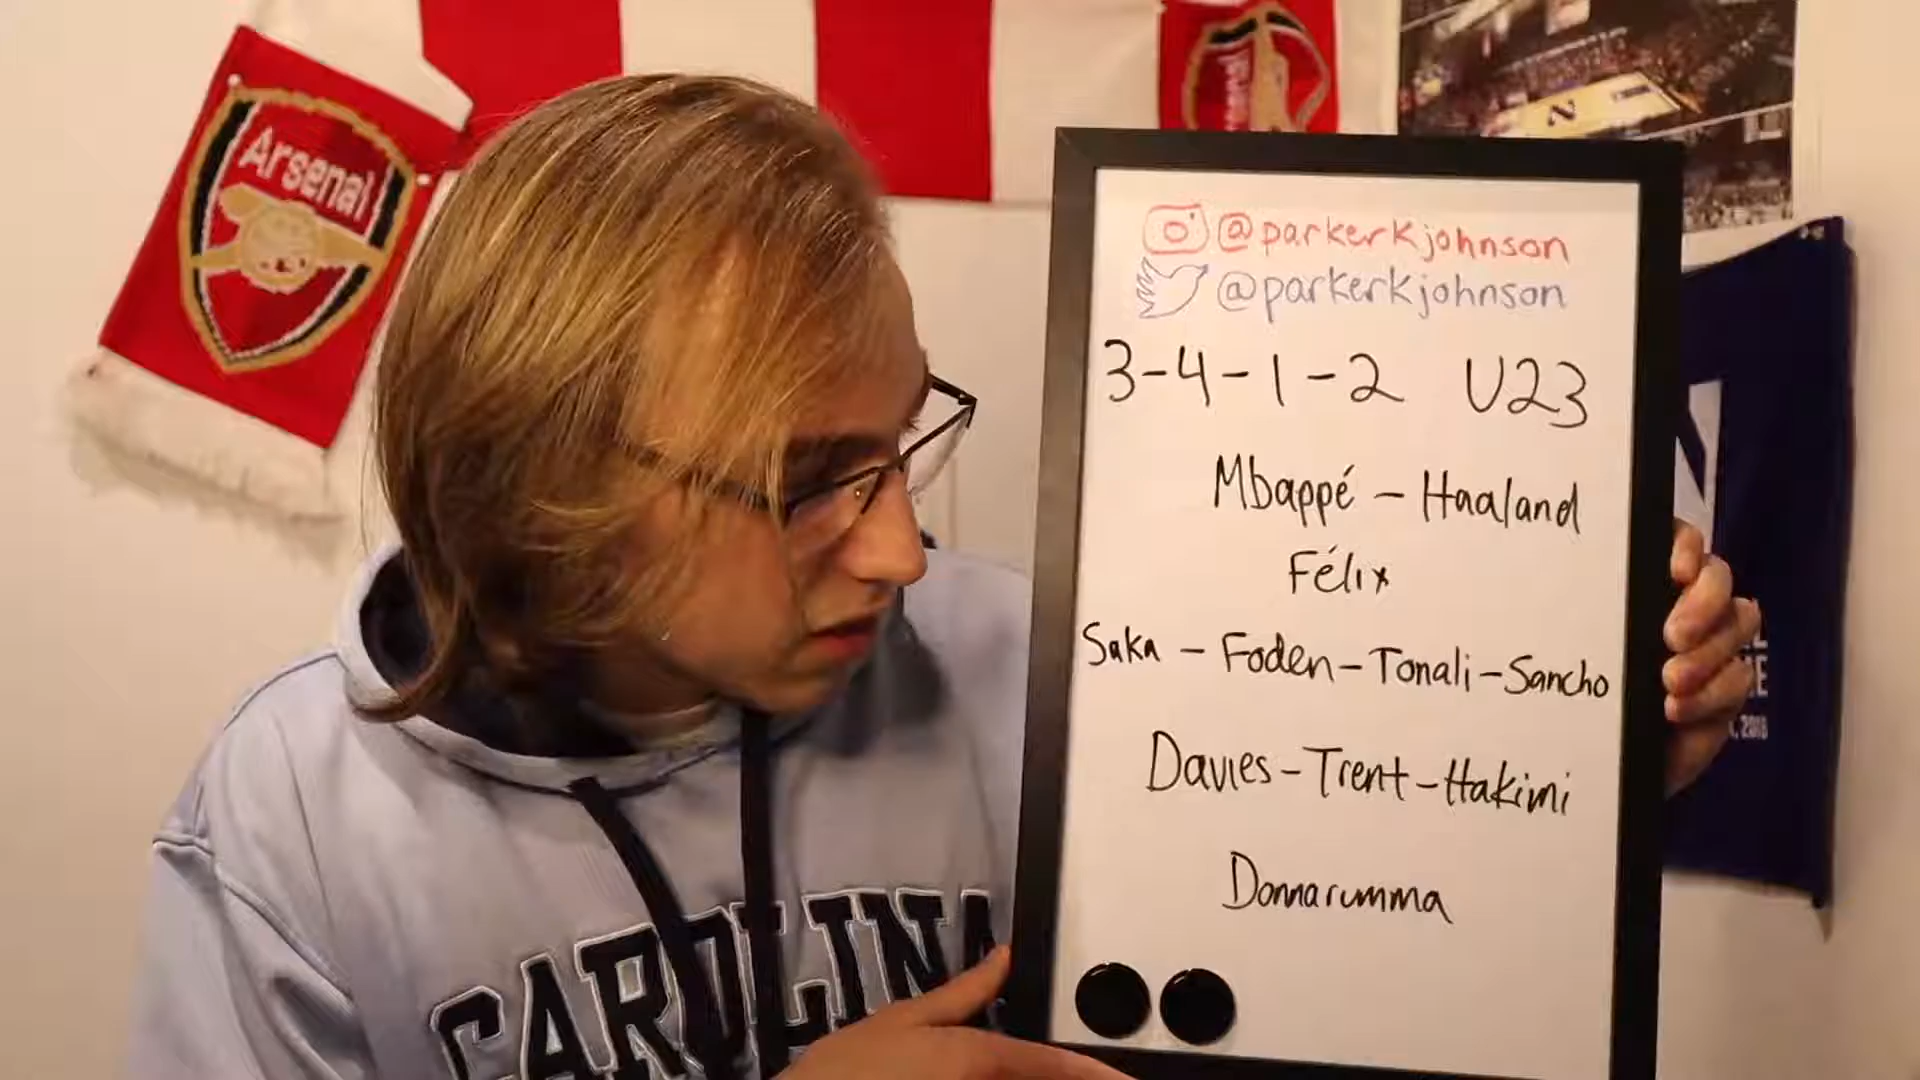 Arsenal
Arsenal
N
@parkerkjohnson
@parkerkjohnson
3-4-1-2 U23
Mbappé - Haaland
Félix
Saka - Foden-Tonali-Sancho
Davies-Trent-Hakimi
Donnarumma
CAROLINA